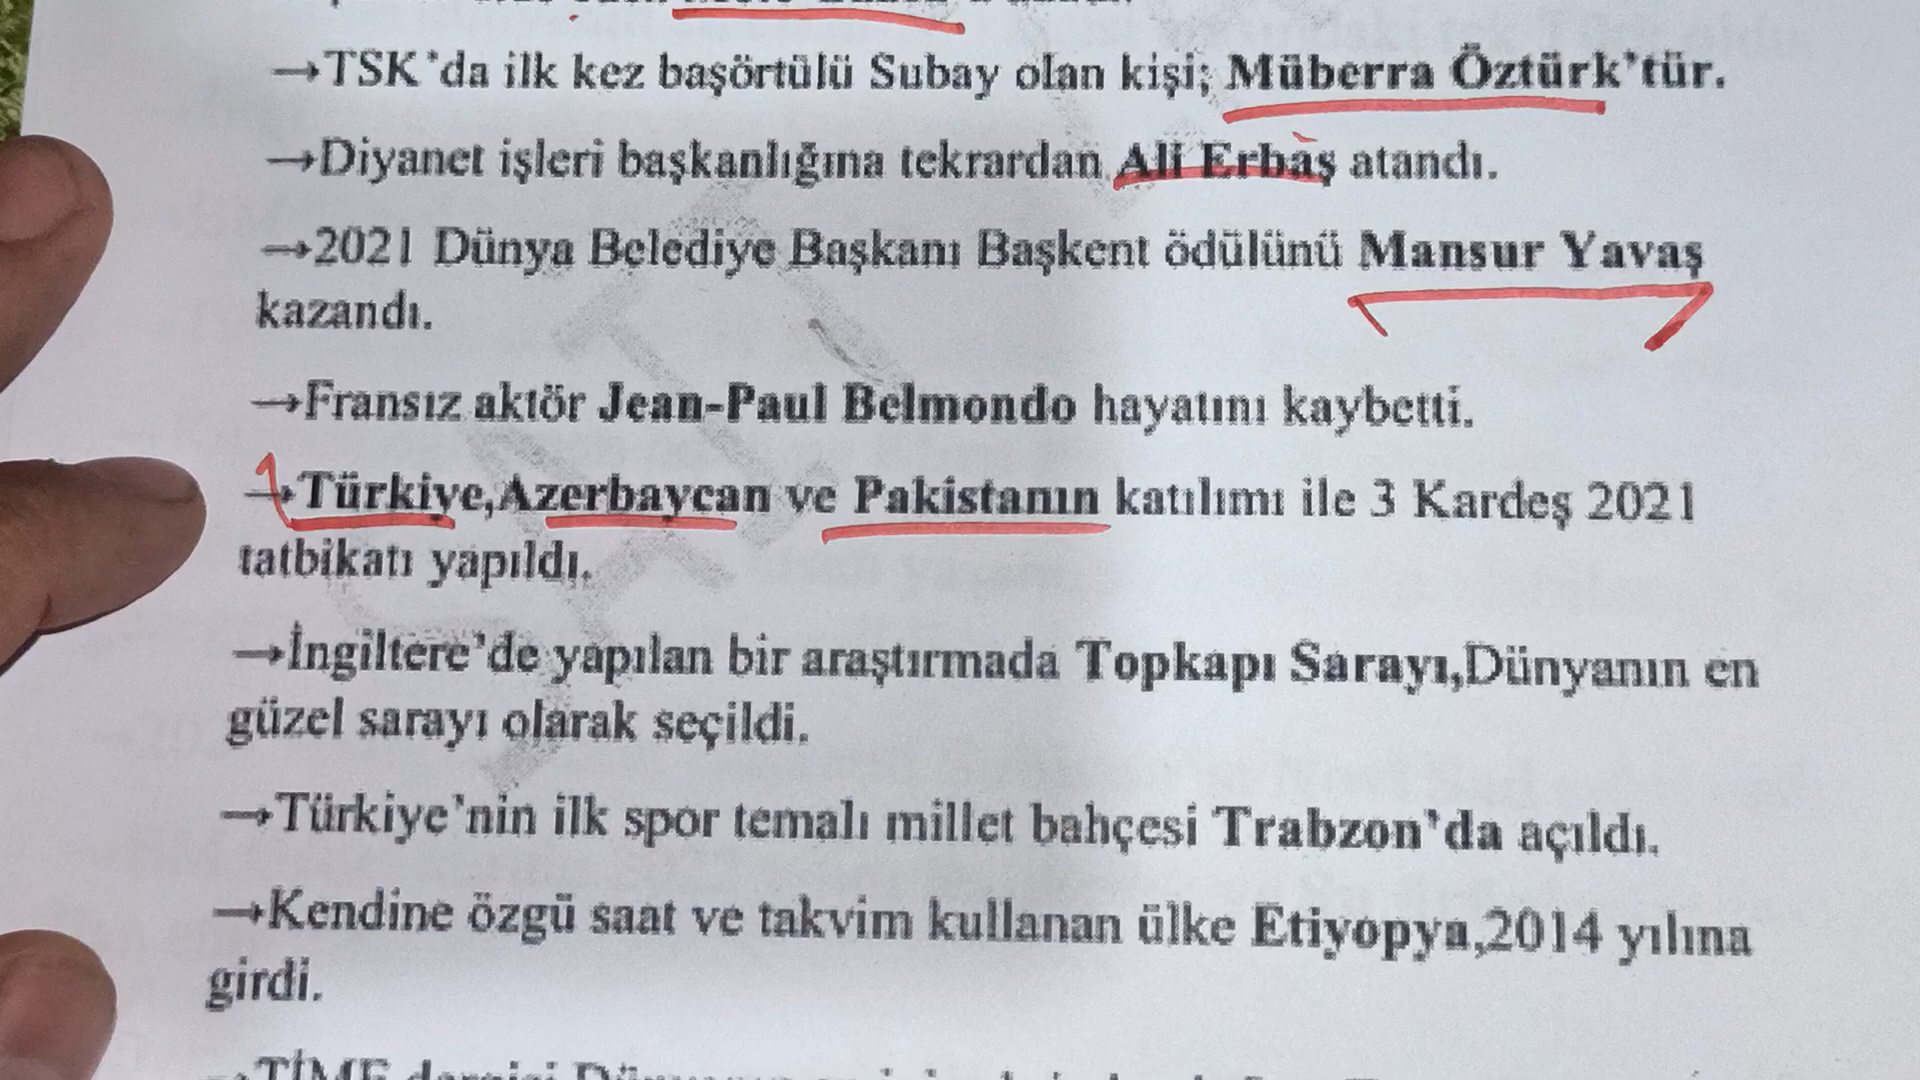 →TSK'da ilk kez başörtülü Subay olan kişi; Müberra Öztürk'tür.
→Diyanet işleri başkanlığına tekrardan Ali Erbaş atandı.
→2021 Dünya Belediye Başkanı Başkent ödülünü Mansur Yavaş
kazandı.
→Fransız aktör Jean-Paul Belmondo hayatını kaybetti.
→Türkiye,Azerbaycan ve Pakistanın katılımı ile 3 Kardeş 2021
tatbikatı yapıldı.
→İngiltere'de yapılan bir araştırmada Topkapı Sarayı,Dünyanın en
güzel sarayı olarak seçildi.
→Türkiye'nin ilk spor temalı millet bahçesi Trabzon'da açıldı.
→Kendine özgü saat ve takvim kullanan ülke Etiyopya,2014 yılına
girdi.
→TİME dergisi